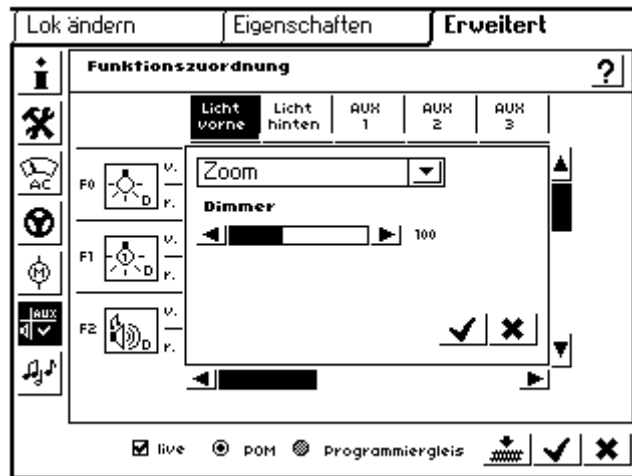 Lok ändern Eigenschaften Erweitert
i Funktionszuordnung ?
Licht vorne
Licht hinten
AUX 1
AUX 2
AUX 3
AC
M
AUX
F0 D v. r.
F1 1 D v. r.
F2 D v. r.
Zoom
Dimmer
100
live POM Programmiergleis